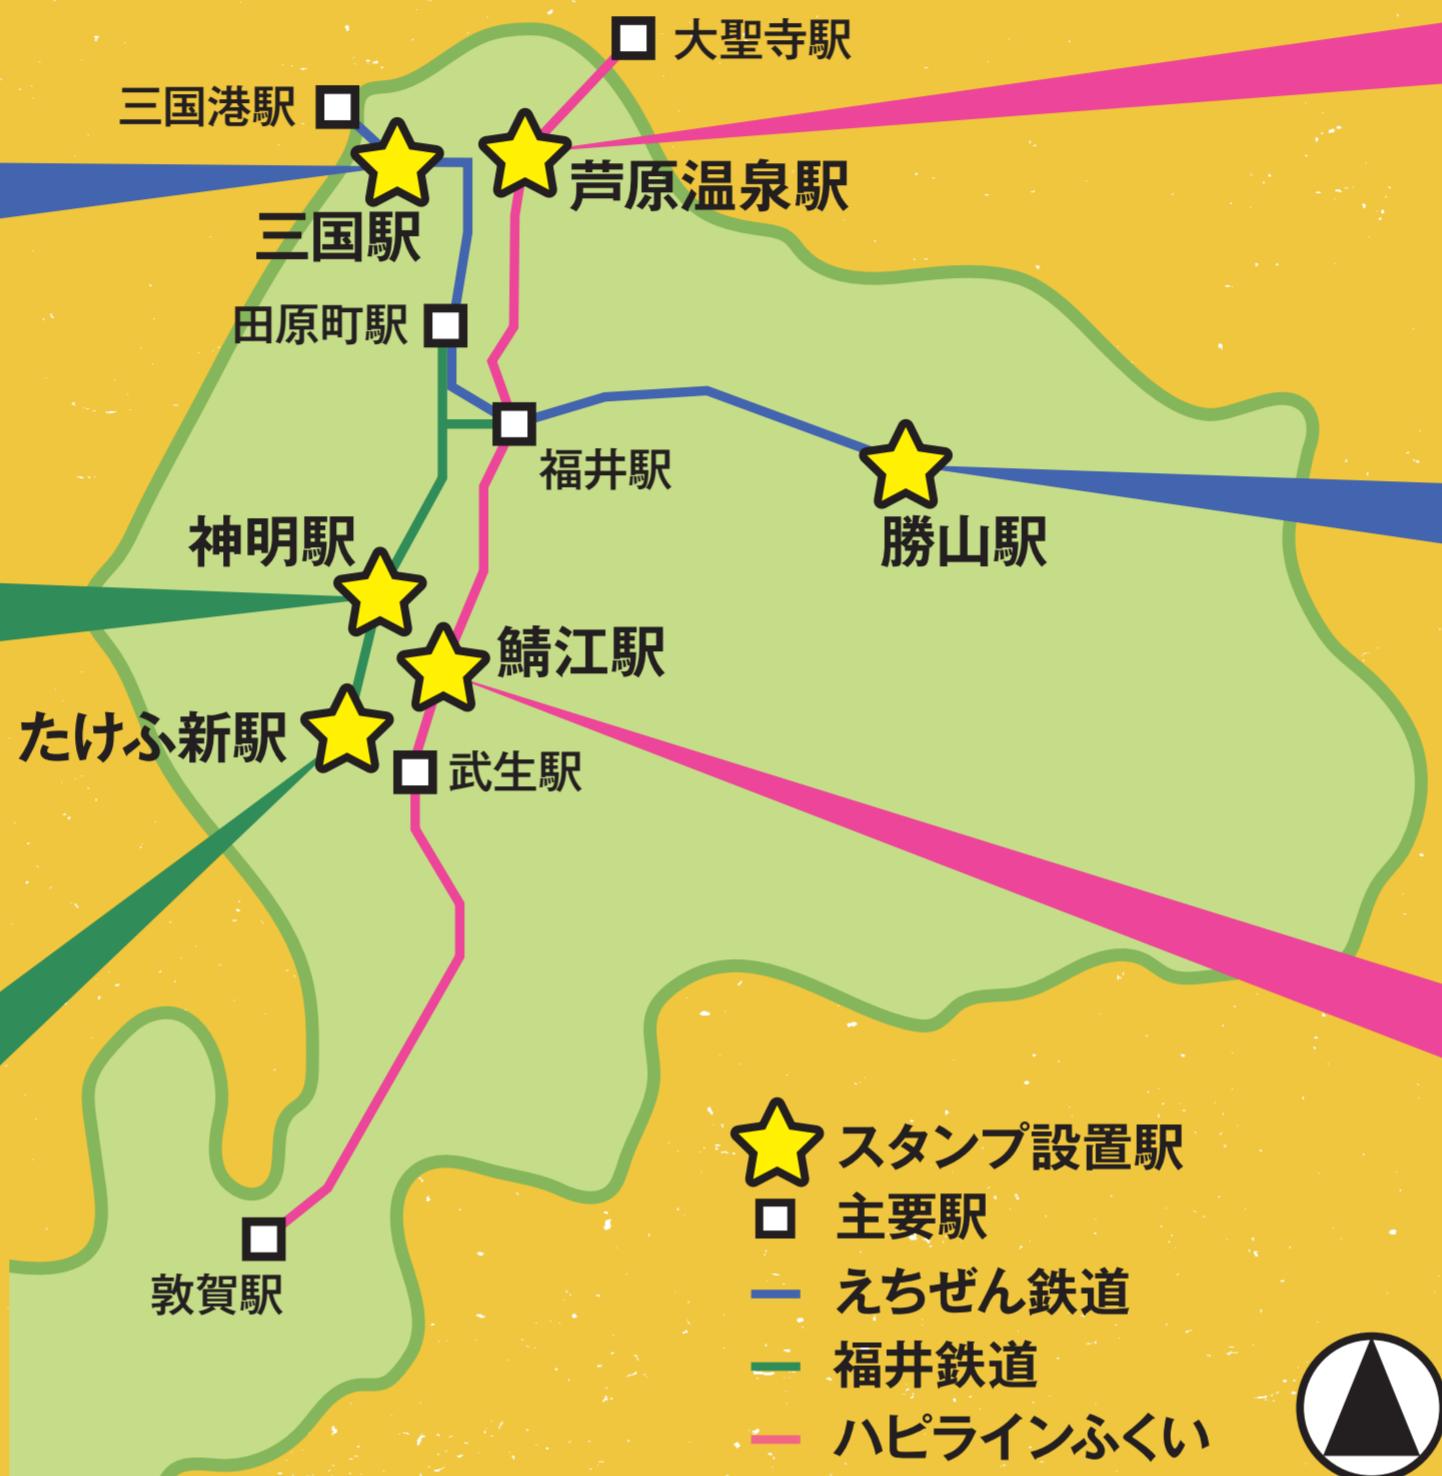 大聖寺駅
三国港駅
芦原温泉駅
三国駅
田原町駅
福井駅
勝山駅
神明駅
鯖江駅
たけふ新駅
武生駅
敦賀駅
スタンプ設置駅
主要駅
えちぜん鉄道
福井鉄道
ハピラインふくい